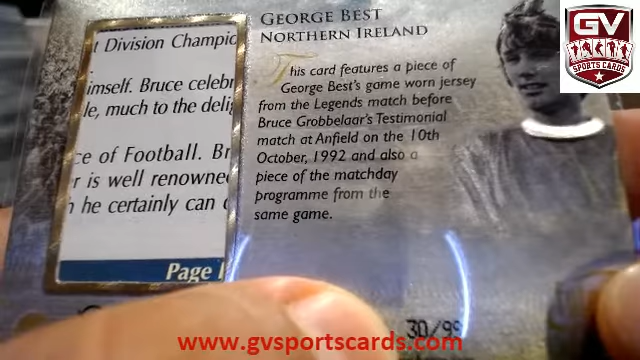 GEORGE BEST
NORTHERN IRELAND
This card features a piece of
George Best's game worn jersey
from the Legends match before
Bruce Grobbelaar's Testimonial
match at Anfield on the 10th
October, 1992 and also a
piece of the matchday
programme from the
same game.
t Division Champio
imself. Bruce celebr
le, much to the deli
ce of Football. Br
r is well renowne
h he certainly can
Page
30/99
GV
SPORTS CARDS
www.gvsportscards.com